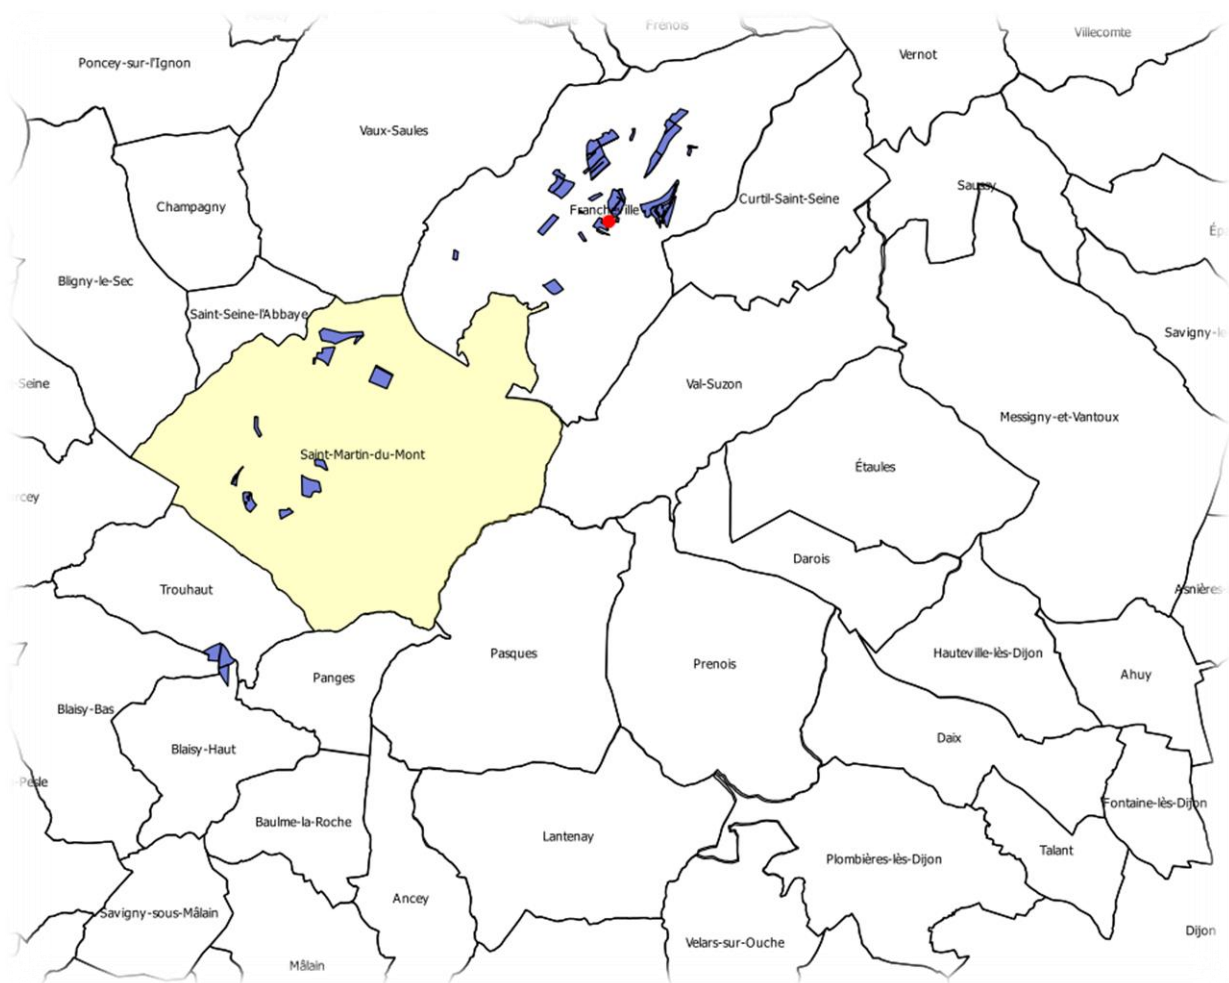 Frénois
Villecomte
Vernot
Poncey-sur-l'Ignon
Vaux-Saules
Saussy
Curtil-Saint-Seine
Champagny
Francheville
Ép
Bligny-le-Sec
Saint-Seine-l'Abbaye
Savigny-le
Seine
Val-Suzon
Messigny-et-Vantoux
Saint-Martin-du-Mont
Étaules
rcey
Darois
Trouhaut
Asnières-
Pasques
Hauteville-lès-Dijon
Prenois
Panges
Ahuy
Blaisy-Bas
Daix
Blaisy-Haut
-Pesle
Fontaine-lès-Dijon
Baulme-la-Roche
Lantenay
Talant
Plombières-lès-Dijon
Ancey
Savigny-sous-Mâlain
Dijon
Velars-sur-Ouche
Mâlain